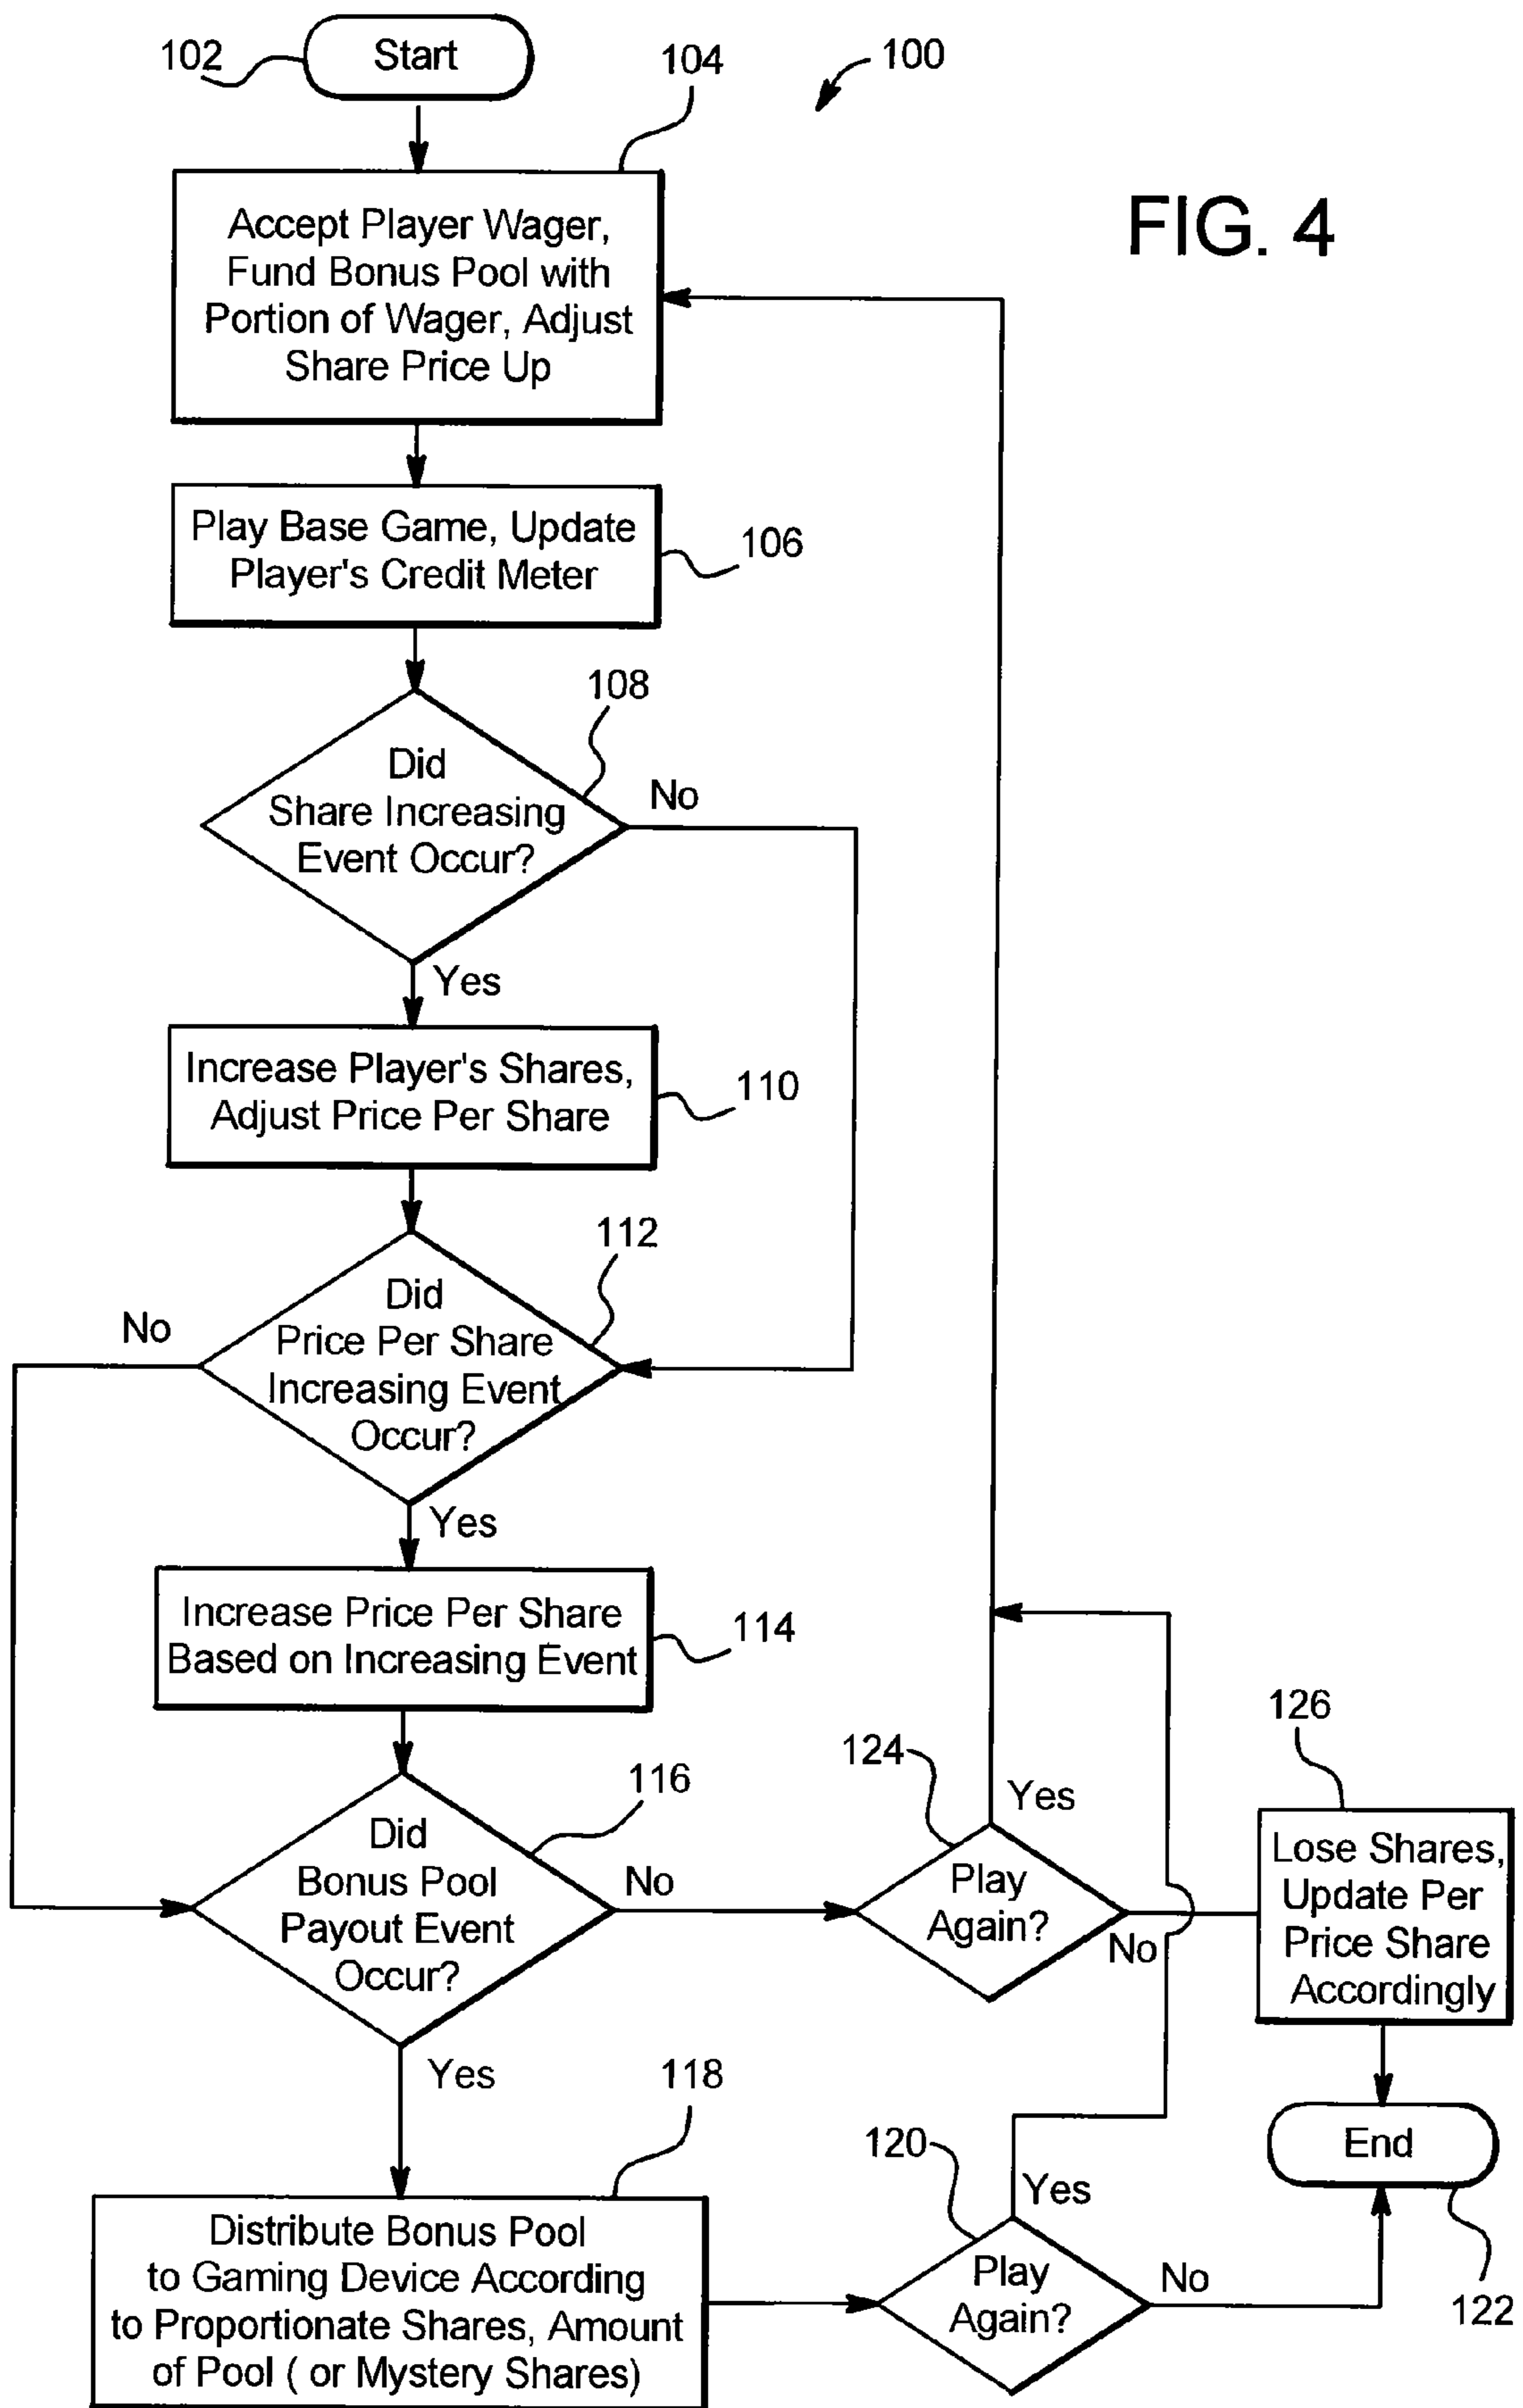 102
Start
104
100
FIG. 4
Accept Player Wager,
Fund Bonus Pool with
Portion of Wager, Adjust
Share Price Up
Play Base Game, Update
Player's Credit Meter
106
108
Did
Share Increasing
Event Occur?
No
Yes
Increase Player's Shares,
Adjust Price Per Share
110
112
Did
Price Per Share
Increasing Event
Occur?
No
Yes
Increase Price Per Share
Based on Increasing Event
114
116
Did
Bonus Pool
Payout Event
Occur?
No
Yes
124
Play
Again?
Yes
No
126
Lose Shares,
Update Per
Price Share
Accordingly
118
Distribute Bonus Pool
to Gaming Device According
to Proportionate Shares, Amount
of Pool ( or Mystery Shares)
120
Play
Again?
Yes
No
End
122